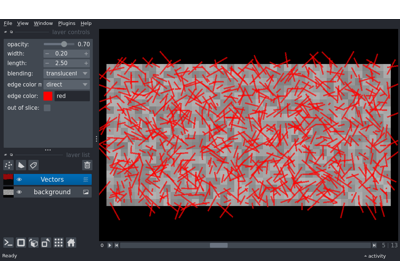 File View Window Plugins Help
layer controls
opacity: 0.70
width: 0.20
length: 2.50
blending: translucent
edge color m direct
edge color: red
out of slice:
layer list
Vectors
background
0 5 13
Ready activity